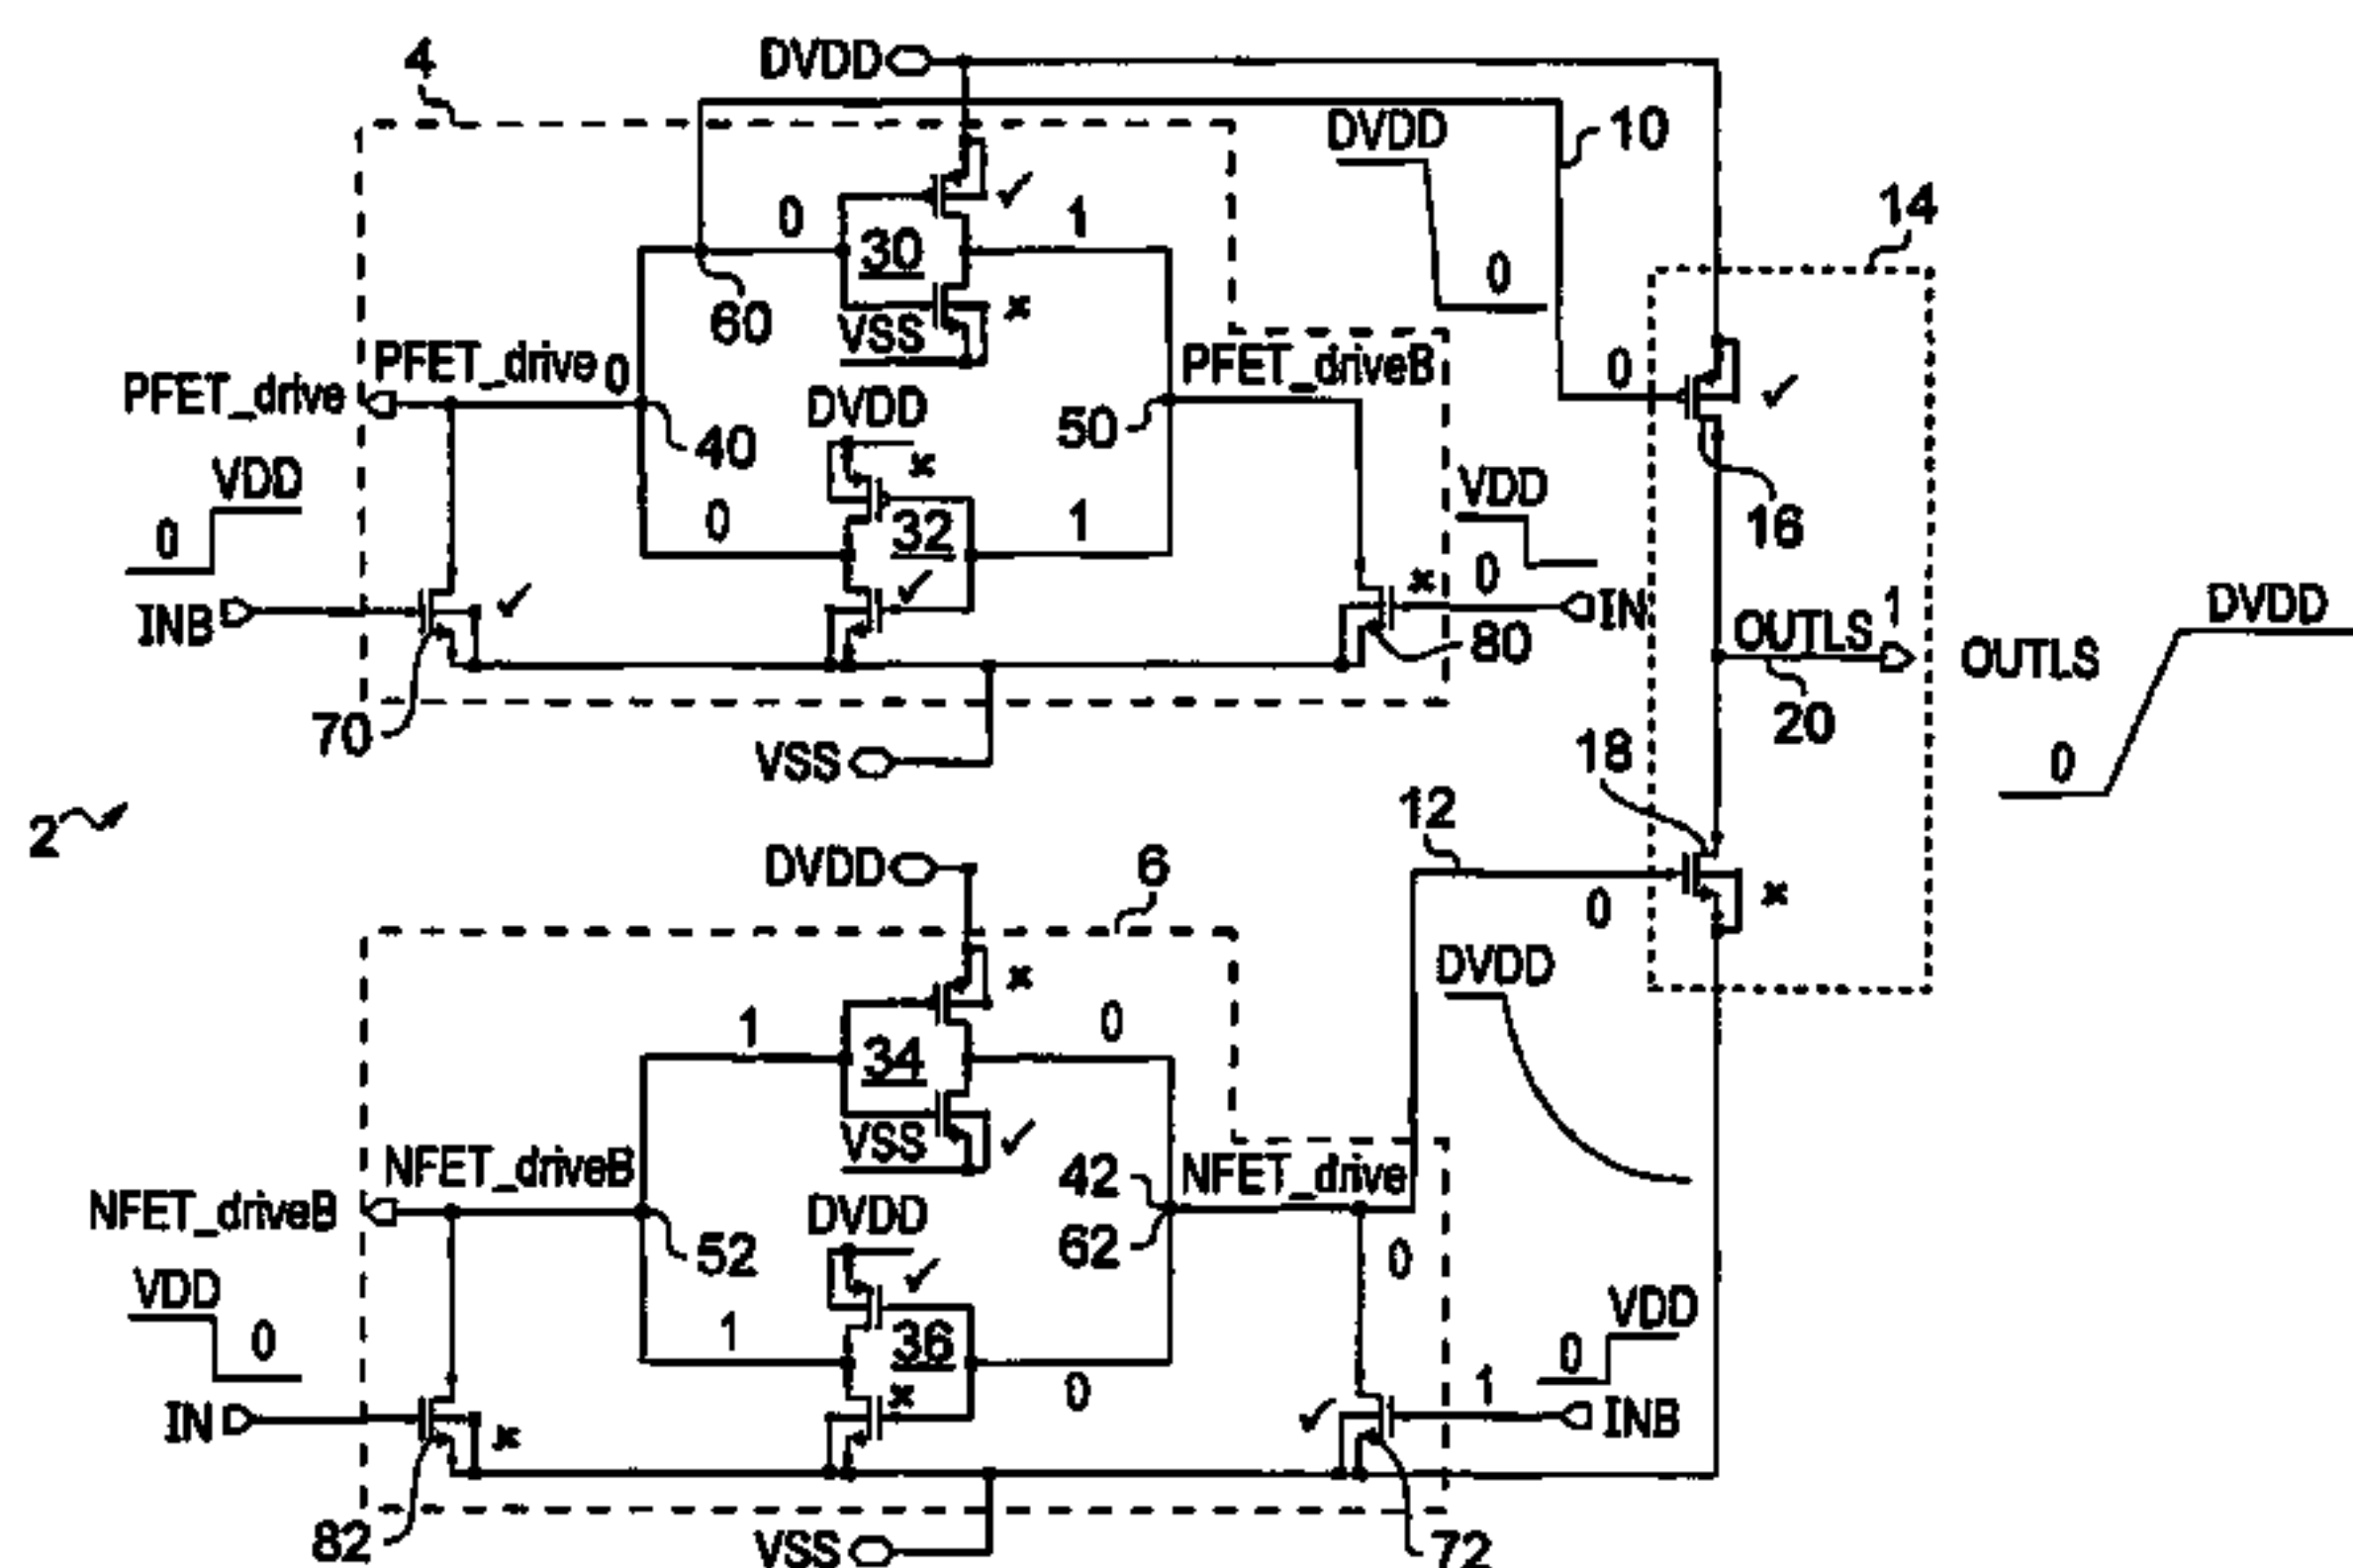 4
DVDD
10
DVDD
14
0
30
1
0
60
VSS
PFET_drive
PFET_drive
0
PFET_driveB
0
DVDD
50
40
VDD
VDD
16
0
0
32
1
0
DVDD
INB
IN
OUTLS
1
OUTLS
80
70
20
VSS
18
0
2
12
DVDD
6
0
DVDD
1
34
0
VSS
NFET_driveB
42
NFET_drive
NFET_driveB
DVDD
52
62
0
VDD
VDD
0
1
36
0
1
0
IN
INB
82
VSS
72